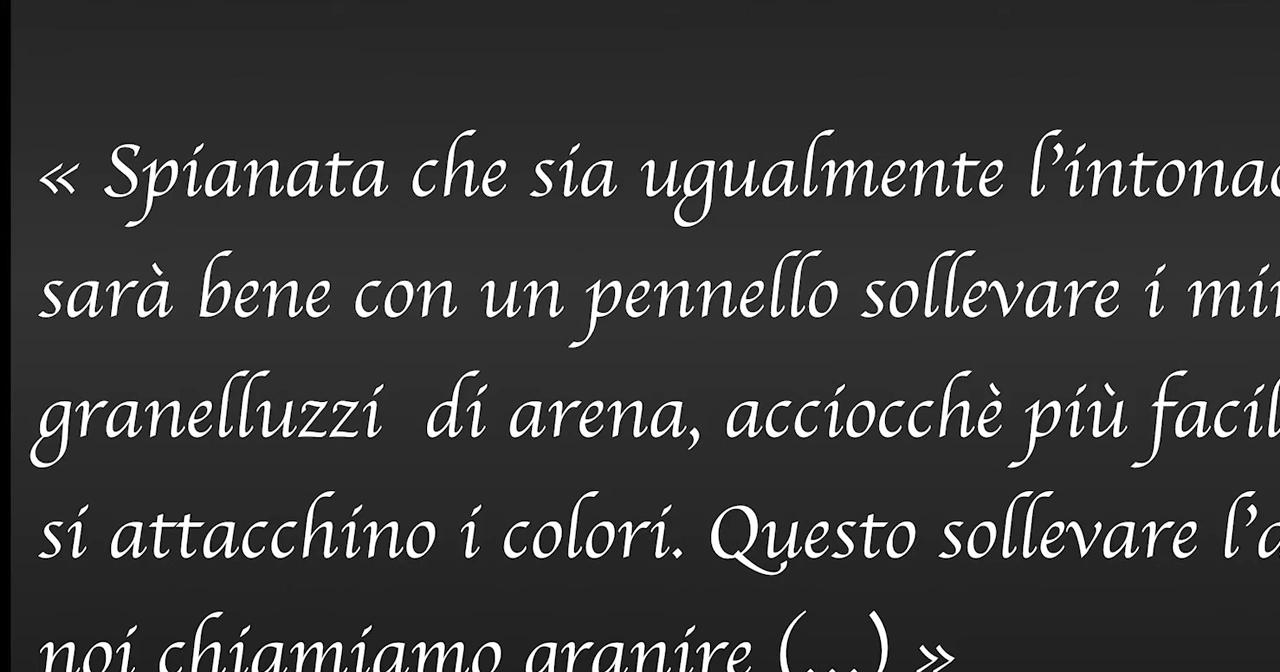 « Spianata che sia ugualmente
sarà bene con un pennello sollevare i
granelluzzi di arena, acciocchè più
si attacchino i colori. Questo sollevare
noi chiamiamo granire (...) »